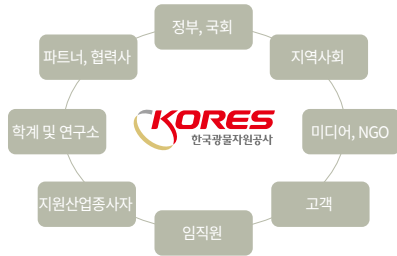 정부, 국회
파트너, 협력사
지역사회
학계 및 연구소
KORES
한국광물자원공사
미디어, NGO
지원산업종사자
고객
임직원